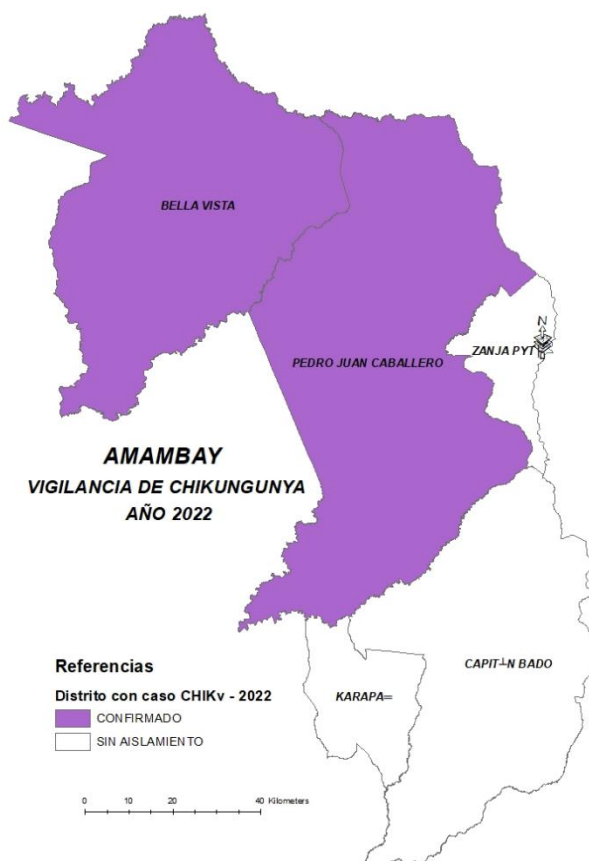 BELLA VISTA
N
ZANJA PYT
PEDRO JUAN CABALLERO
AMAMBAY
VIGILANCIA DE CHIKUNGUNYA
AÑO 2022
CAPIT┴N BADO
Referencias
KARAPA═
Distrito con caso CHIKv - 2022
CONFIRMADO
SIN AISLAMIENTO
0 10 20 40 Kilometers